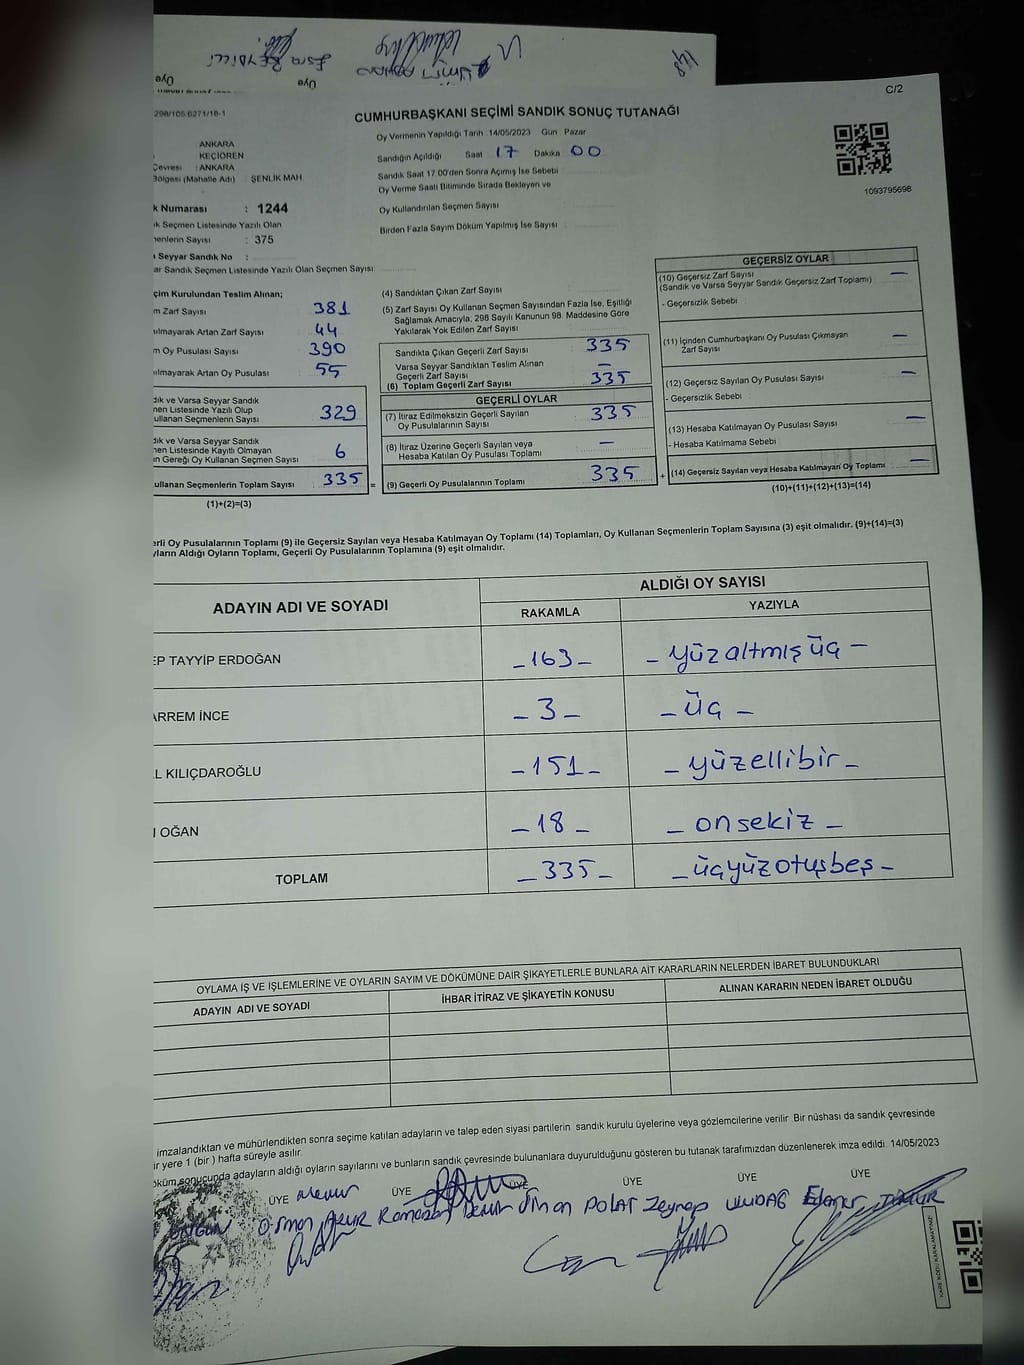 C/2
298/105.6271/18-1
CUMHURBAŞKANI SEÇİMİ SANDIK SONUÇ TUTANAĞI
ANKARA
KEÇİÖREN
Çevresi : ANKARA
Bölgesi (Mahalle Adı) : ŞENLİK MAH.
k Numarası : 1244
ık Seçmen Listesinde Yazılı Olan
nenlerin Sayısı : 375
ı Seyyar Sandık No :
ar Sandık Seçmen Listesinde Yazılı Olan Seçmen Sayısı:
Oy Vermenin Yapıldığı Tarih :14/05/2023 Gün Pazar
Sandığın Açıldığı Saat 17 Dakika 00
Sandık Saat 17.00'den Sonra Açımış İse Sebebi
Oy Verme Saati Bitiminde Sırada Bekleyen ve
Oy Kullandırılan Seçmen Sayısı
Birden Fazla Sayım Döküm Yapılmış İse Sayısı :
1093795698
çim Kurulundan Teslim Alınan;
m Zarf Sayısı 381
ılmayarak Artan Zarf Sayısı 44
m Oy Pusulası Sayısı 390
ılmayarak Artan Oy Pusulası 55
dık ve Varsa Seyyar Sandık
nen Listesinde Yazılı Olup
ullanan Seçmenlerin Sayısı 329
dık ve Varsa Seyyar Sandık
nen Listesinde Kayıtlı Olmayan
ın Gereği Oy Kullanan Seçmen Sayısı 6
ullanan Seçmenlerin Toplam Sayısı 335 =
(1)+(2)=(3)
(4) Sandıktan Çıkan Zarf Sayısı
(5) Zarf Sayısı Oy Kullanan Seçmen Sayısından Fazla İse, Eşitliği
Sağlamak Amacıyla, 298 Sayılı Kanunun 98. Maddesine Göre
Yakılarak Yok Edilen Zarf Sayısı
Sandıkta Çıkan Geçerli Zarf Sayısı 335
Varsa Seyyar Sandıktan Teslim Alınan
Geçerli Zarf Sayısı —
(6) Toplam Geçerli Zarf Sayısı 335
GEÇERLİ OYLAR
(7) İtiraz Edilmeksizin Geçerli Sayılan
Oy Pusulalarının Sayısı 335
(8) İtiraz Üzerine Geçerli Sayılan veya
Hesaba Katılan Oy Pusulası Toplamı —
(9) Geçerli Oy Pusulalarının Toplamı 335 +
GEÇERSİZ OYLAR
(10) Geçersiz Zarf Sayısı —
(Sandık ve Varsa Seyyar Sandık Geçersiz Zarf Toplamı)
- Geçersizlik Sebebi
(11) İçinden Cumhurbaşkanı Oy Pusulası Çıkmayan —
Zarf Sayısı
(12) Geçersiz Sayılan Oy Pusulası Sayısı —
- Geçersizlik Sebebi
(13) Hesaba Katılmayan Oy Pusulası Sayısı —
- Hesaba Katılmama Sebebi
(14) Geçersiz Sayılan veya Hesaba Katılmayan Oy Toplamı —
(10)+(11)+(12)+(13)=(14)
erli Oy Pusulalarının Toplamı (9) ile Geçersiz Sayılan veya Hesaba Katılmayan Oy Toplamı (14) Toplamları, Oy Kullanan Seçmenlerin Toplam Sayısına (3) eşit olmalıdır. (9)+(14)=(3)
yların Aldığı Oyların Toplamı, Geçerli Oy Pusulalarının Toplamına (9) eşit olmalıdır.
ADAYIN ADI VE SOYADI
ALDIĞI OY SAYISI
RAKAMLA YAZIYLA
EP TAYYİP ERDOĞAN - 163 - - yüzaltmışüç -
ARREM İNCE - 3 - - üç -
L KILIÇDAROĞLU - 151 - - yüzellibir -
OĞAN - 18 - - onsekiz -
TOPLAM - 335 - - üçyüzotuzbeş -
OYLAMA İŞ VE İŞLEMLERİNE VE OYLARIN SAYIM VE DÖKÜMÜNE DAİR ŞİKAYETLERLE BUNLARA AİT KARARLARIN NELERDEN İBARET BULUNDUKLARI
ADAYIN ADI VE SOYADI İHBAR İTİRAZ VE ŞİKAYETİN KONUSU ALINAN KARARIN NEDEN İBARET OLDUĞU
imzalandıktan ve mühürlendikten sonra seçime katılan adayların ve talep eden siyasi partilerin sandık kurulu üyelerine veya gözlemcilerine verilir. Bir nüshası da sandık çevresinde
ir yere 1 (bir) hafta süreyle asılır.
öküm sonucunda adayların aldığı oyların sayılarını ve bunların sandık çevresinde bulunanlara duyurulduğunu gösteren bu tutanak tarafımızdan düzenlenerek imza edildi. 14/05/2023
ÜYE Memur ÜYE ÜYE ÜYE ÜYE ÜYE
Osman Ramazan POLAT Zeynep ULUDAĞ